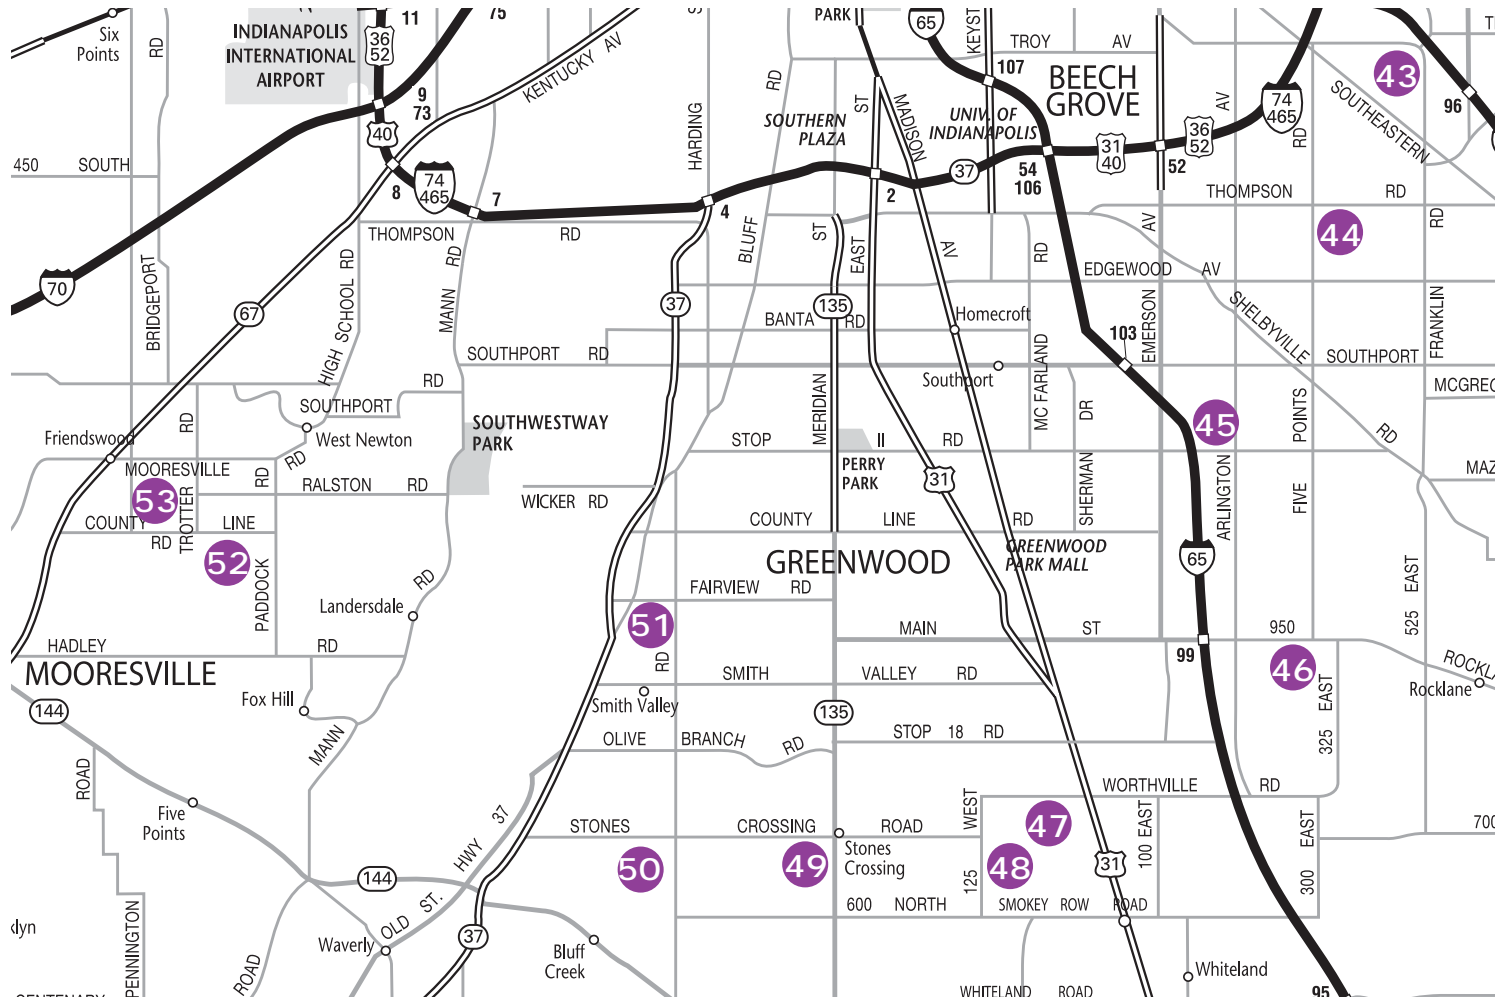 INDIANAPOLIS
INTERNATIONAL
AIRPORT
Six
Points
RD
36
52
11
75
KENTUCKY AV
PARK
65
KEYST
TROY AV
107
BEECH
GROVE
43
96
9
73
40
450 SOUTH
8
74
465
7
HARDING
RD
SOUTHERN
PLAZA
ST
MADISON
UNIV. OF
INDIANAPOLIS
37
54
106
31
40
52
36
52
AV
74
465
RD
SOUTHEASTERN
THOMPSON RD
44
RD
4
2
THOMPSON RD
RD
RD
BLUFF
ST
EAST
AV
RD
AV
EDGEWOOD AV
70
BRIDGEPORT
67
HIGH SCHOOL
MANN
37
135
BANTA RD
Homecroft
EMERSON
103
SHELBYVILLE
FRANKLIN
SOUTHPORT RD
SOUTHPORT
Southport
MC FARLAND
RD
SOUTHPORT
MCGREG
Friendswood
RD
West Newton
SOUTHWESTWAY
PARK
STOP II RD
MERIDIAN
DR
45
POINTS
RD
MOORESVILLE RD
RD
RALSTON RD
PERRY
PARK
31
MAZ
53
TROTTER
WICKER RD
COUNTY LINE
RD
COUNTY LINE RD
SHERMAN
ARLINGTON
FIVE
52
PADDOCK
RD
GREENWOOD
GREENWOOD
PARK MALL
65
525 EAST
Landersdale
FAIRVIEW RD
51
MAIN ST
950
HADLEY RD
RD
99
46
ROCKLA
MOORESVILLE
SMITH VALLEY RD
Rocklane
Fox Hill
Smith Valley
144
135
325 EAST
MANN
OLIVE BRANCH RD
STOP 18 RD
ROAD
WORTHVILLE RD
Five
Points
OLD ST. HWY 37
STONES CROSSING ROAD
125 WEST
47
100 EAST
300 EAST
700
Stones
Crossing
144
50
49
48
31
600 NORTH
SMOKEY ROW ROAD
klyn
PENNINGTON
ROAD
Waverly
37
Bluff
Creek
Whiteland
CENTENARY
WHITELAND ROAD
95